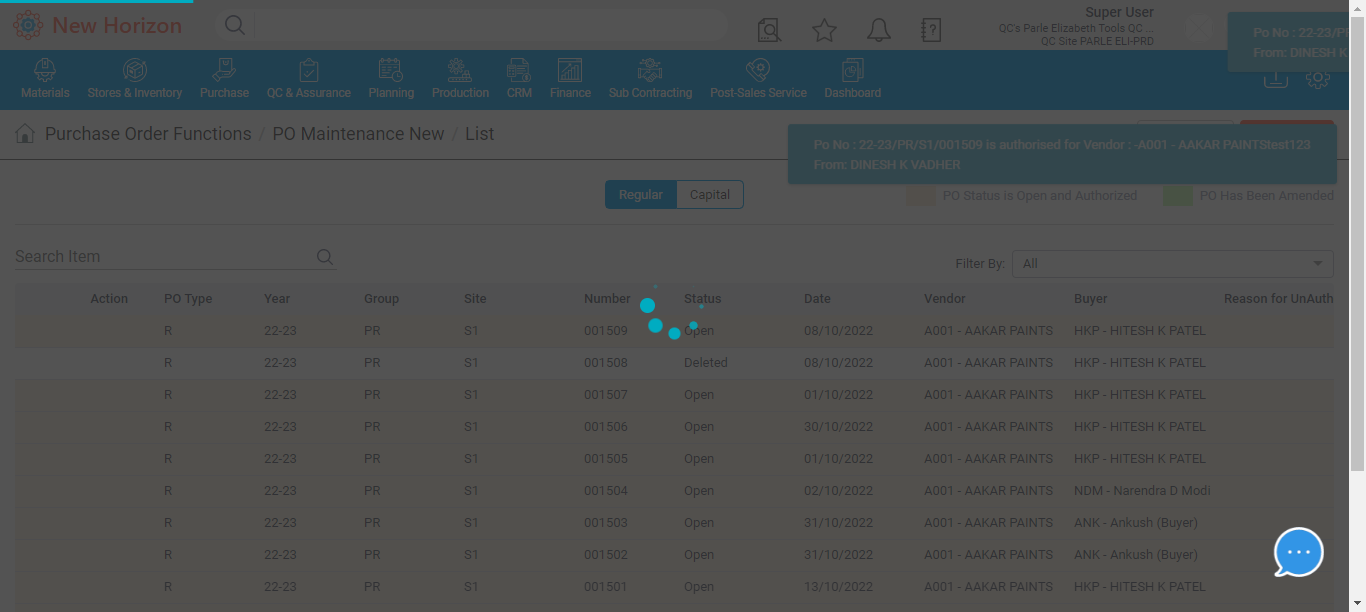 New Horizon
Super User
QC's Parle Elizabeth Tools QC ...
QC Site PARLE ELI-PRD
Po No : 22-23/PR
From: DINESH K
Materials Stores & Inventory Purchase QC & Assurance Planning Production CRM Finance Sub Contracting Post-Sales Service Dashboard
Purchase Order Functions / PO Maintenance New / List
Po No : 22-23/PR/S1/001509 is authorised for Vendor : -A001 - AAKAR PAINTStest123
From: DINESH K VADHER
Regular Capital
PO Status is Open and Authorized PO Has Been Amended
Search Item
Filter By: All
Action PO Type Year Group Site Number Status Date Vendor Buyer Reason for UnAuth
R 22-23 PR S1 001509 Open 08/10/2022 A001 - AAKAR PAINTS HKP - HITESH K PATEL
R 22-23 PR S1 001508 Deleted 08/10/2022 A001 - AAKAR PAINTS HKP - HITESH K PATEL
R 22-23 PR S1 001507 Open 01/10/2022 A001 - AAKAR PAINTS HKP - HITESH K PATEL
R 22-23 PR S1 001506 Open 30/10/2022 A001 - AAKAR PAINTS HKP - HITESH K PATEL
R 22-23 PR S1 001505 Open 01/10/2022 A001 - AAKAR PAINTS HKP - HITESH K PATEL
R 22-23 PR S1 001504 Open 02/10/2022 A001 - AAKAR PAINTS NDM - Narendra D Modi
R 22-23 PR S1 001503 Open 31/10/2022 A001 - AAKAR PAINTS ANK - Ankush (Buyer)
R 22-23 PR S1 001502 Open 31/10/2022 A001 - AAKAR PAINTS ANK - Ankush (Buyer)
R 22-23 PR S1 001501 Open 13/10/2022 A001 - AAKAR PAINTS HKP - HITESH K PATEL